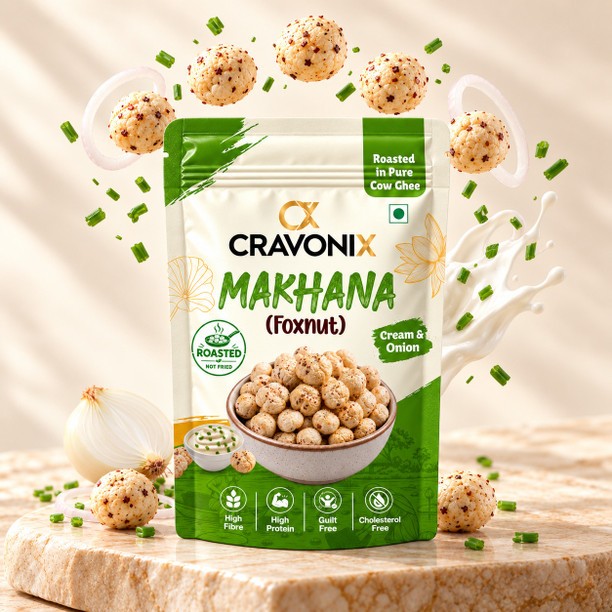 Roasted
in Pure
Cow Ghee
CX
CRAVONIX
MAKHANA
(Foxnut)
Cream &
Onion
ROASTED
NOT FRIED
High
Fibre
High
Protein
Guilt
Free
Cholesterol
Free